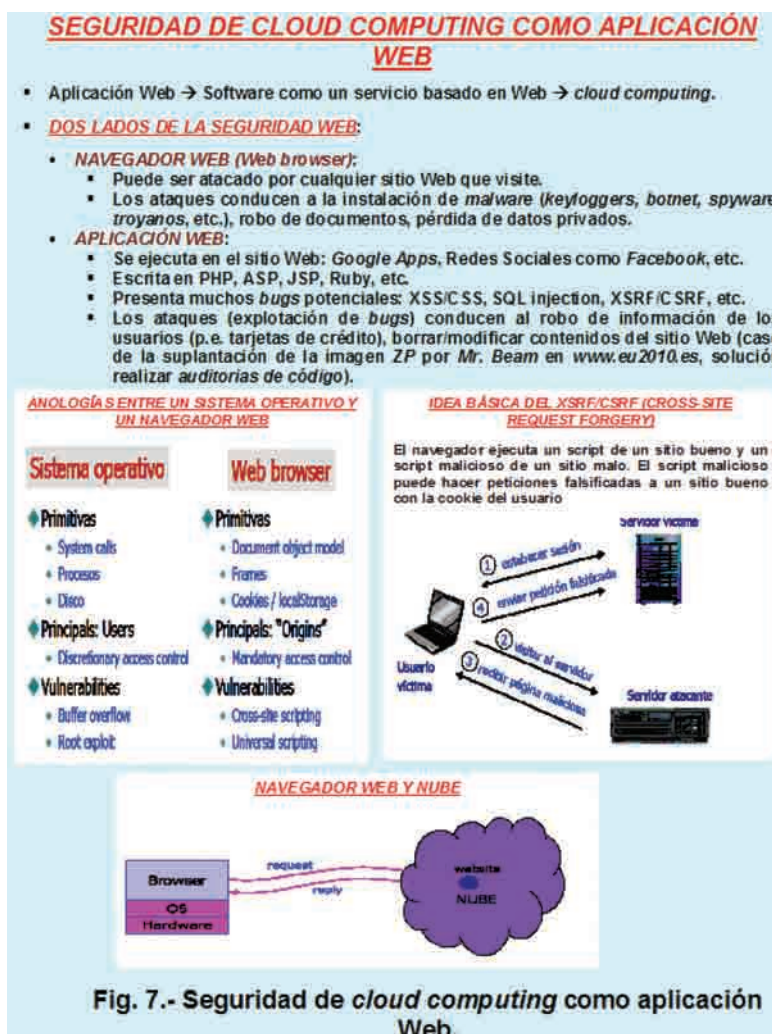 SEGURIDAD DE CLOUD COMPUTING COMO APLICACIÓN
WEB
▪ Aplicación Web → Software como un servicio basado en Web → cloud computing.
▪ DOS LADOS DE LA SEGURIDAD WEB:
• NAVEGADOR WEB (Web browser):
▪ Puede ser atacado por cualquier sitio Web que visite.
▪ Los ataques conducen a la instalación de malware (keyloggers, botnet, spyware
troyanos, etc.), robo de documentos, pérdida de datos privados.
• APLICACIÓN WEB:
▪ Se ejecuta en el sitio Web: Google Apps, Redes Sociales como Facebook, etc.
▪ Escrita en PHP, ASP, JSP, Ruby, etc.
▪ Presenta muchos bugs potenciales: XSS/CSS, SQL injection, XSRF/CSRF, etc.
▪ Los ataques (explotación de bugs) conducen al robo de información de lo
usuarios (p.e. tarjetas de crédito), borrar/modificar contenidos del sitio Web (cas
de la suplantación de la imagen ZP por Mr. Beam en www.eu2010.es, solució
realizar auditorias de código).
ANOLOGÍAS ENTRE UN SISTEMA OPERATIVO Y
UN NAVEGADOR WEB
Sistema operativo
Primitivas
• System calls
• Procesos
• Disco
Principals: Users
• Discretionary access control
Vulnerabilities
• Buffer overflow
• Root exploit
Web browser
Primitivas
• Document object model
• Frames
• Cookies / localStorage
Principals: "Origins"
• Mandatory access control
Vulnerabilities
• Cross-site scripting
• Universal scripting
IDEA BÁSICA DEL XSRF/CSRF (CROSS-SITE
REQUEST FORGERY)
El navegador ejecuta un script de un sitio bueno y un
script malicioso de un sitio malo. El script malicioso
puede hacer peticiones falsificadas a un sitio bueno
con la cookie del usuario
Servidor víctima
1 estabecer sesión
4 enviar petición falsificada
2 visitar al servidor
3 recibir página maliciosa
Usuario
víctima
Servidor atacante
NAVEGADOR WEB Y NUBE
Browser
OS
Hardware
request
reply
website
NUBE
Fig. 7.- Seguridad de cloud computing como aplicación
Web.